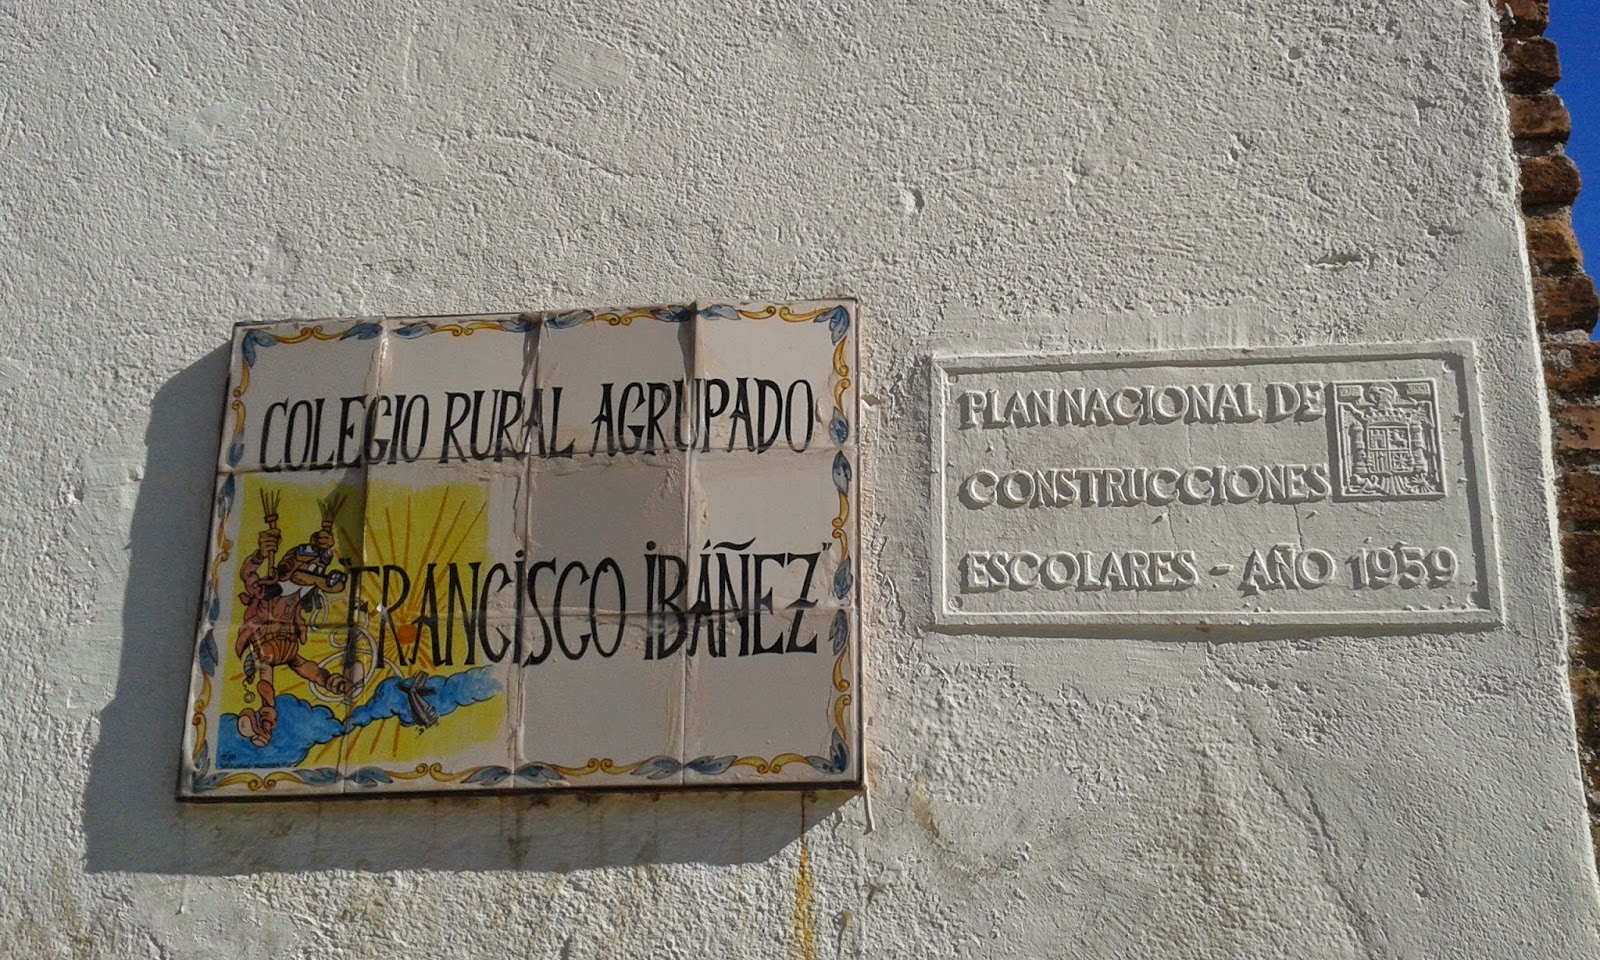 COLEGIO RURAL AGRUPADO
"FRANCISCO IBÁÑEZ"
PLAN NACIONAL DE
CONSTRUCCIONES
ESCOLARES - AÑO 1959